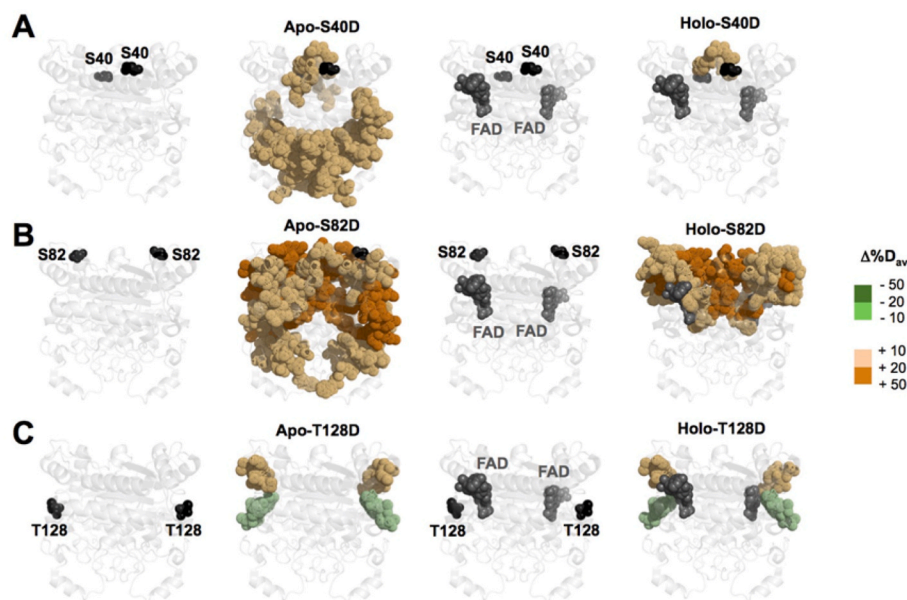 A
S40 S40
Apo-S40D
S40 S40
FAD FAD
Holo-S40D
B
S82 S82
Apo-S82D
S82 S82
FAD FAD
Holo-S82D
Δ%Dav
- 50
- 20
- 10
+ 10
+ 20
+ 50
C
T128 T128
Apo-T128D
FAD FAD
T128 T128
Holo-T128D